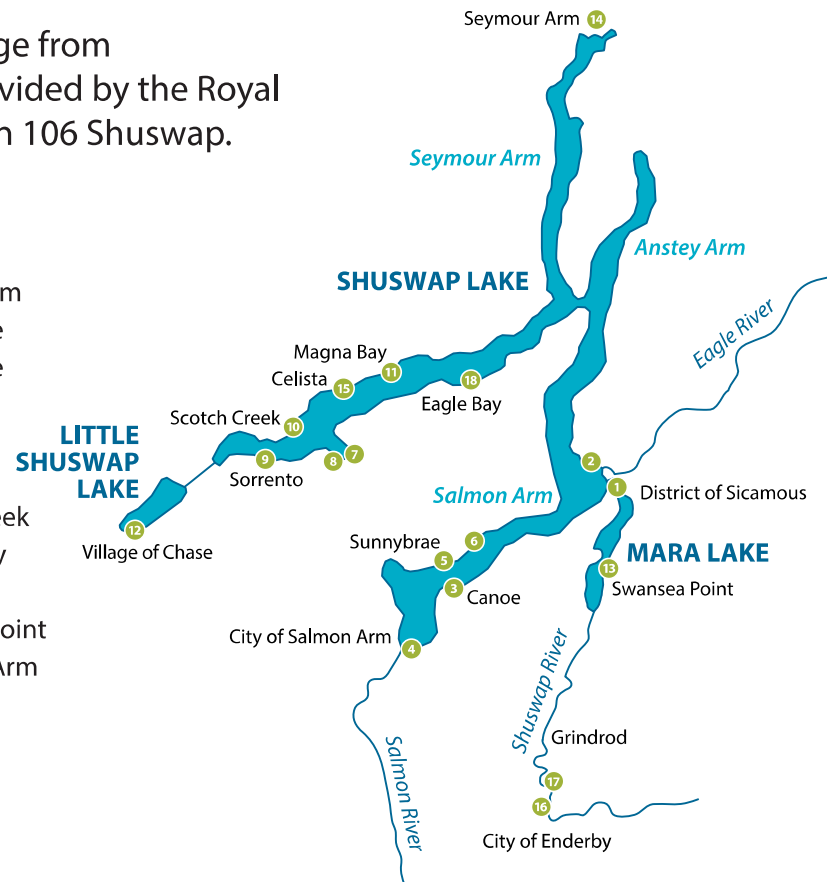 ge from
vided by the Royal
n 106 Shuswap.
m
e
e
eek
y
oint
Arm
Seymour Arm
14
Seymour Arm
Anstey Arm
SHUSWAP LAKE
Eagle River
Magna Bay
11
Celista
15
18
Eagle Bay
Scotch Creek
10
LITTLE
SHUSWAP
LAKE
9
8
7
Sorrento
2
1
District of Sicamous
Salmon Arm
12
Village of Chase
Sunnybrae
6
5
MARA LAKE
13
Swansea Point
3
Canoe
City of Salmon Arm
4
Shuswap River
Salmon River
Grindrod
17
16
City of Enderby